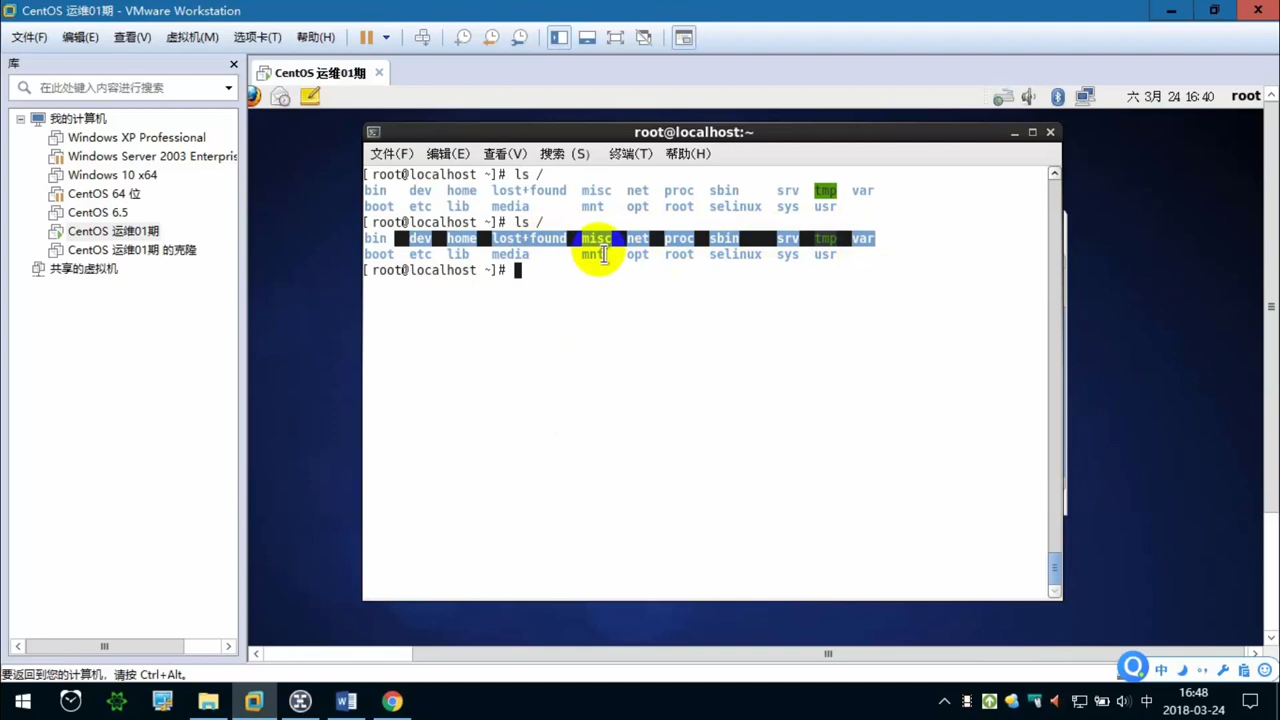 CentOS 运维01期 - VMware Workstation
文件(F) 编辑(E) 查看(V) 虚拟机(M) 选项卡(T) 帮助(H)
库
在此处键入内容进行搜索
我的计算机
Windows XP Professional
Windows Server 2003 Enterpris
Windows 10 x64
CentOS 64 位
CentOS 6.5
CentOS 运维01期
CentOS 运维01期 的克隆
共享的虚拟机
CentOS 运维01期
六 3月 24 16:40 root
root@localhost:~
文件(F) 编辑(E) 查看(V) 搜索 (S) 终端(T) 帮助(H)
[root@localhost ~]# ls /
bin dev home lost+found misc net proc sbin srv tmp var
boot etc lib media mnt opt root selinux sys usr
[root@localhost ~]# ls /
bin dev home lost+found misc net proc sbin srv tmp var
boot etc lib media mnt opt root selinux sys usr
[root@localhost ~]#
要返回到您的计算机，请按 Ctrl+Alt。
中
中
16:48
2018-03-24